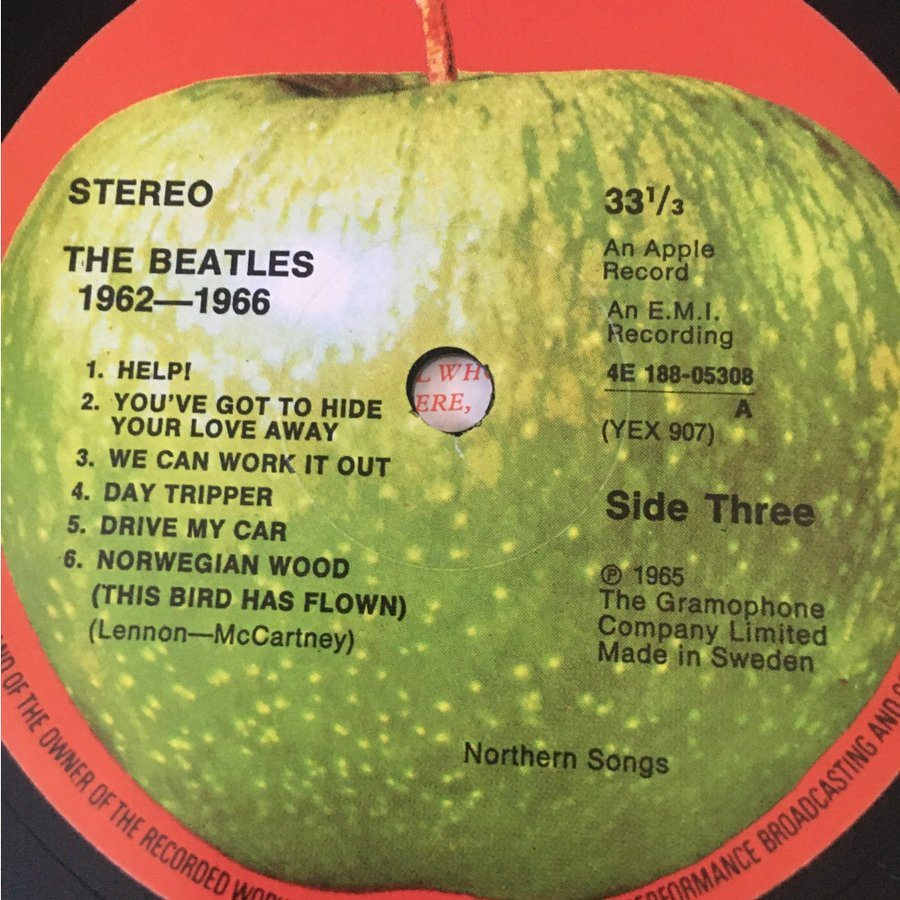 STEREO
THE BEATLES
1962—1966
1. HELP!
2. YOU'VE GOT TO HIDE
YOUR LOVE AWAY
3. WE CAN WORK IT OUT
4. DAY TRIPPER
5. DRIVE MY CAR
6. NORWEGIAN WOOD
(THIS BIRD HAS FLOWN)
(Lennon—McCartney)
33 1/3
An Apple
Record
An E.M.I.
Recording
4E 188-05308
A
(YEX 907)
Side Three
℗ 1965
The Gramophone
Company Limited
Made in Sweden
Northern Songs
OF THE OWNER OF THE RECORDED
PERFORMANCE BROADCASTING AND